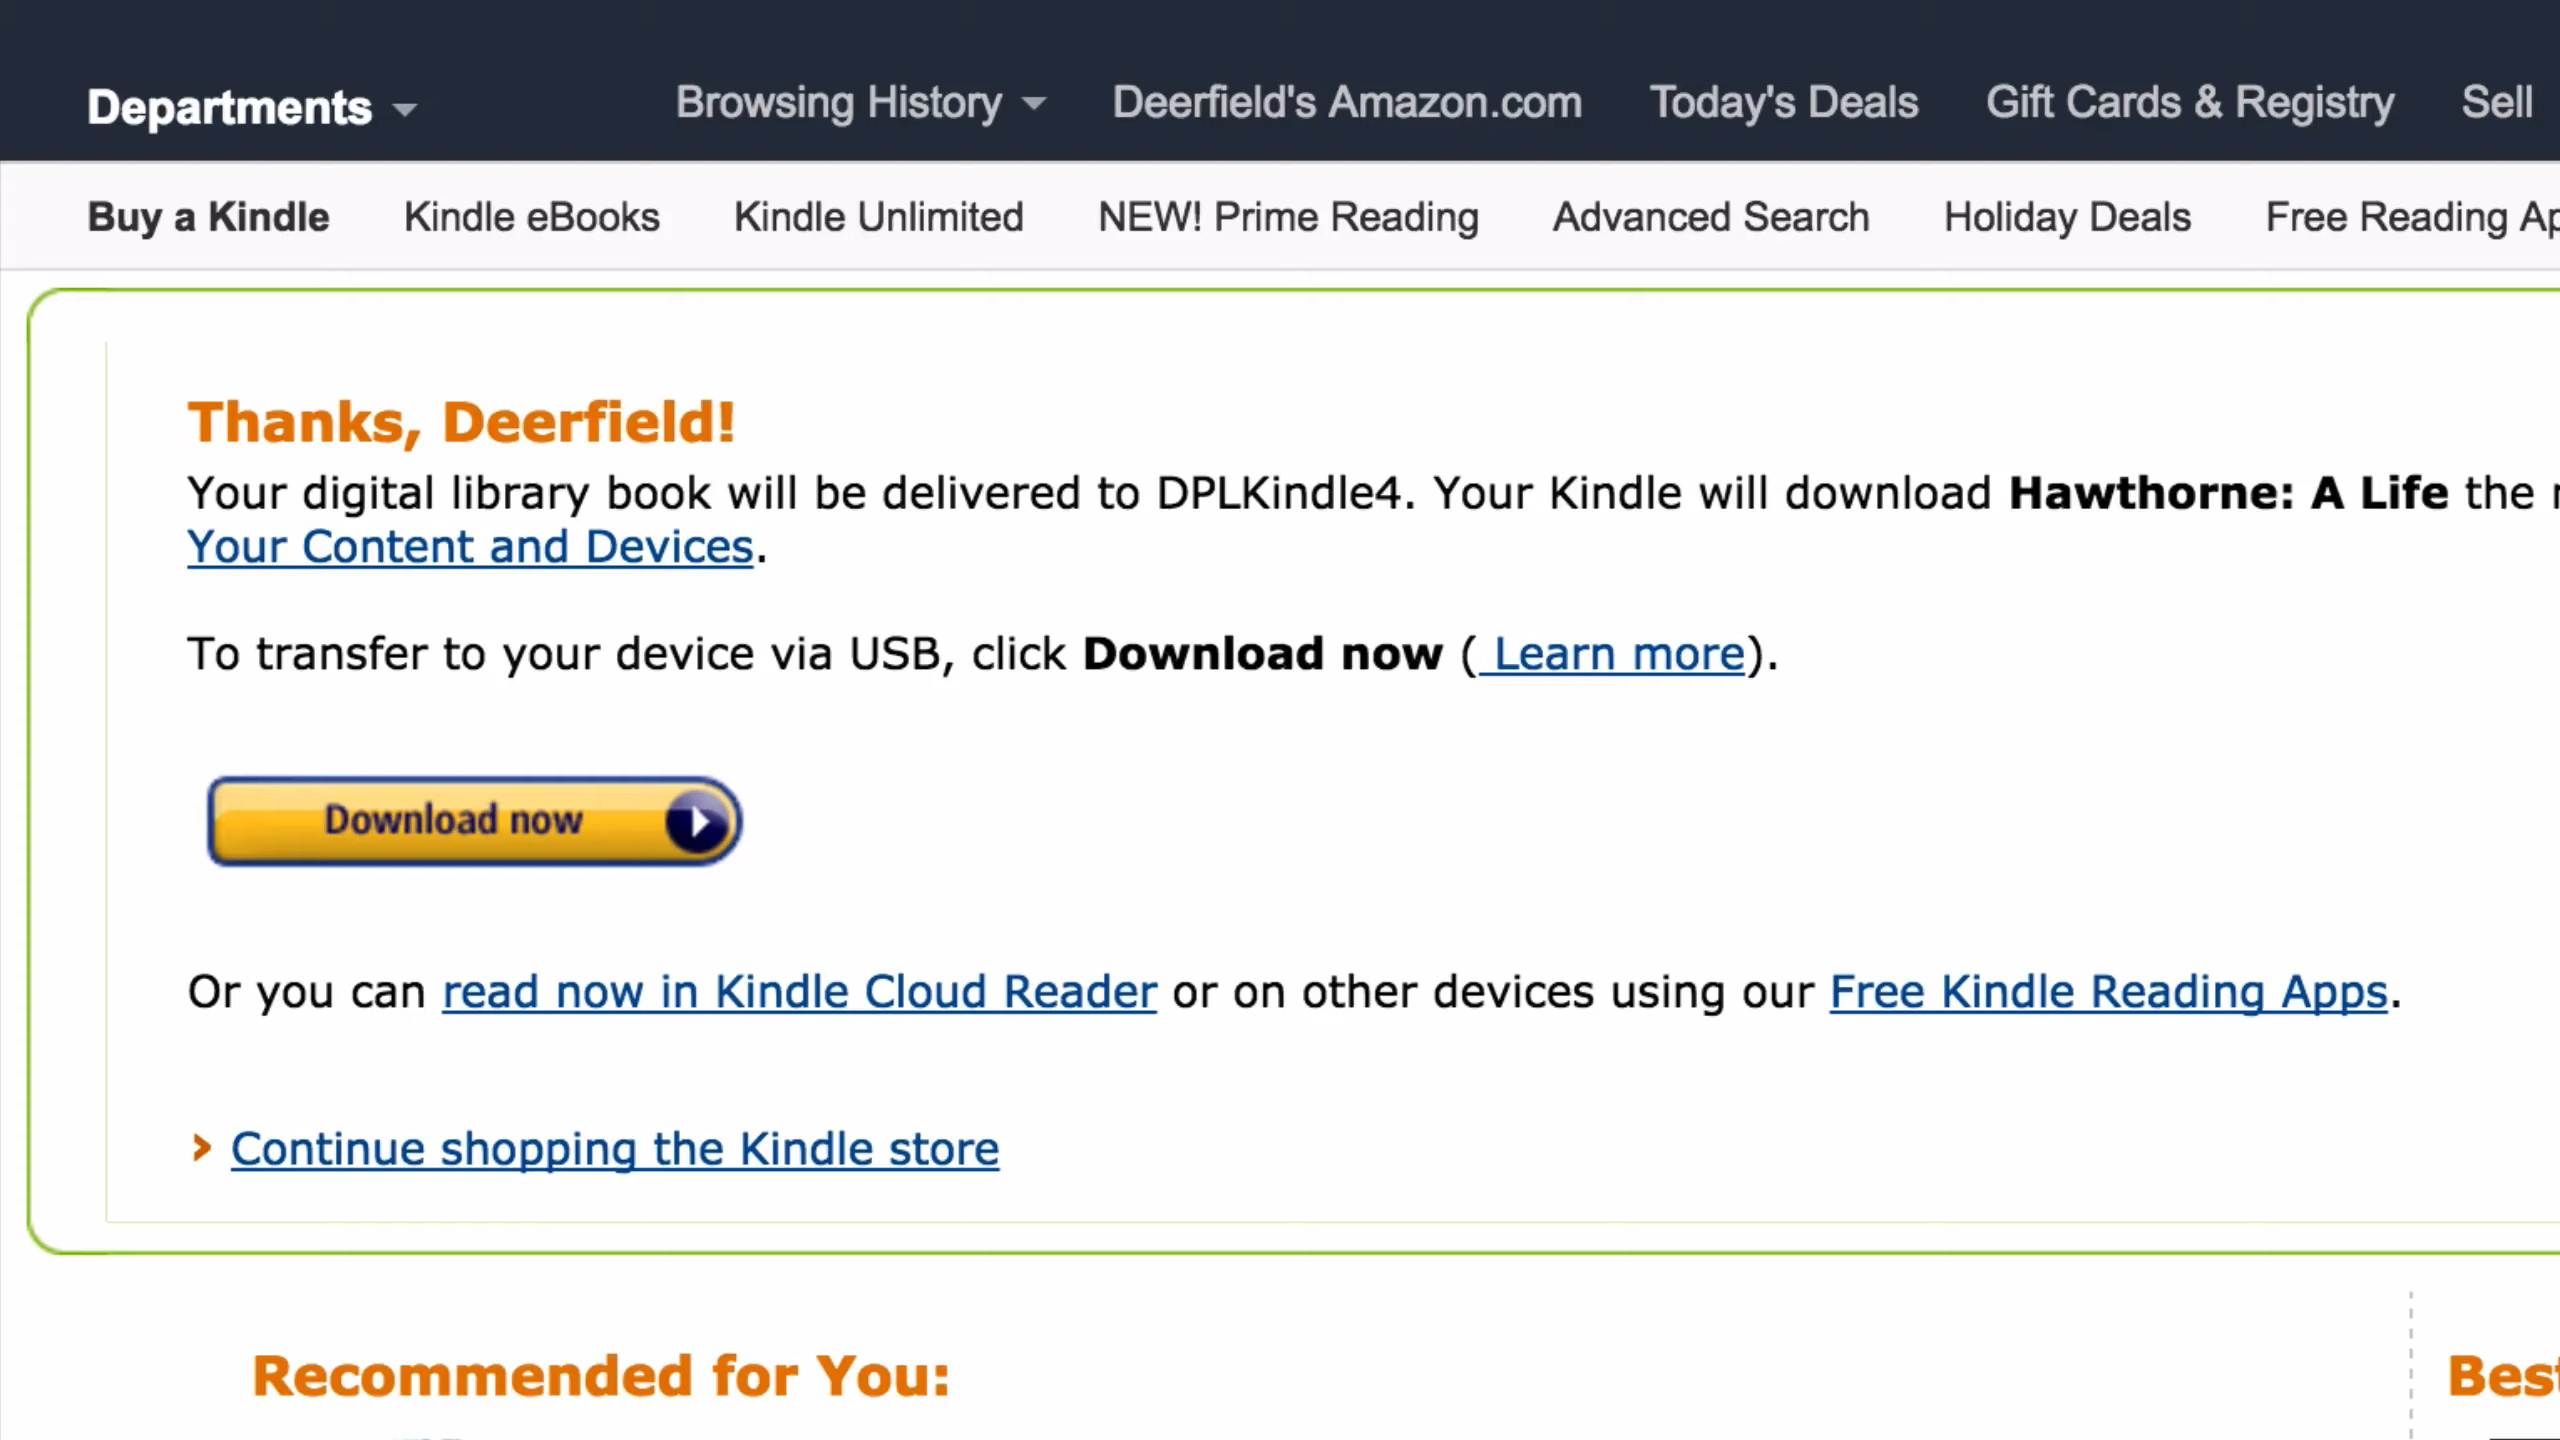 Departments
Browsing History Deerfield's Amazon.com Today's Deals Gift Cards & Registry Sell
Buy a Kindle Kindle eBooks Kindle Unlimited NEW! Prime Reading Advanced Search Holiday Deals Free Reading Ap
Thanks, Deerfield!
Your digital library book will be delivered to DPLKindle4. Your Kindle will download Hawthorne: A Life the
Your Content and Devices.
To transfer to your device via USB, click Download now ( Learn more).
Download now
Or you can read now in Kindle Cloud Reader or on other devices using our Free Kindle Reading Apps.
› Continue shopping the Kindle store
Recommended for You:
Best